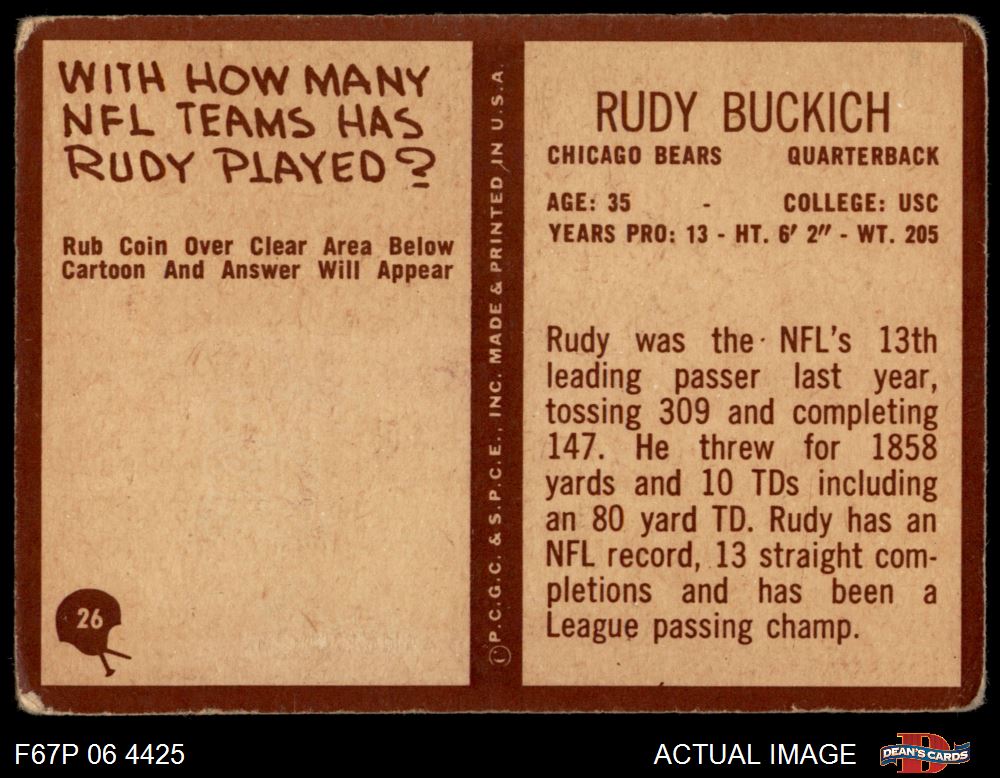 WITH HOW MANY
NFL TEAMS HAS
RUDY PLAYED?
Rub Coin Over Clear Area Below
Cartoon And Answer Will Appear
26
©P.C.G.C. & S.P.C.E., INC. MADE & PRINTED IN U.S.A.
RUDY BUCKICH
CHICAGO BEARS QUARTERBACK
AGE: 35 - COLLEGE: USC
YEARS PRO: 13 - HT. 6' 2" - WT. 205
Rudy was the NFL's 13th
leading passer last year,
tossing 309 and completing
147. He threw for 1858
yards and 10 TDs including
an 80 yard TD. Rudy has an
NFL record, 13 straight com-
pletions and has been a
League passing champ.
F67P 06 4425
ACTUAL IMAGE
DEAN'S CARDS